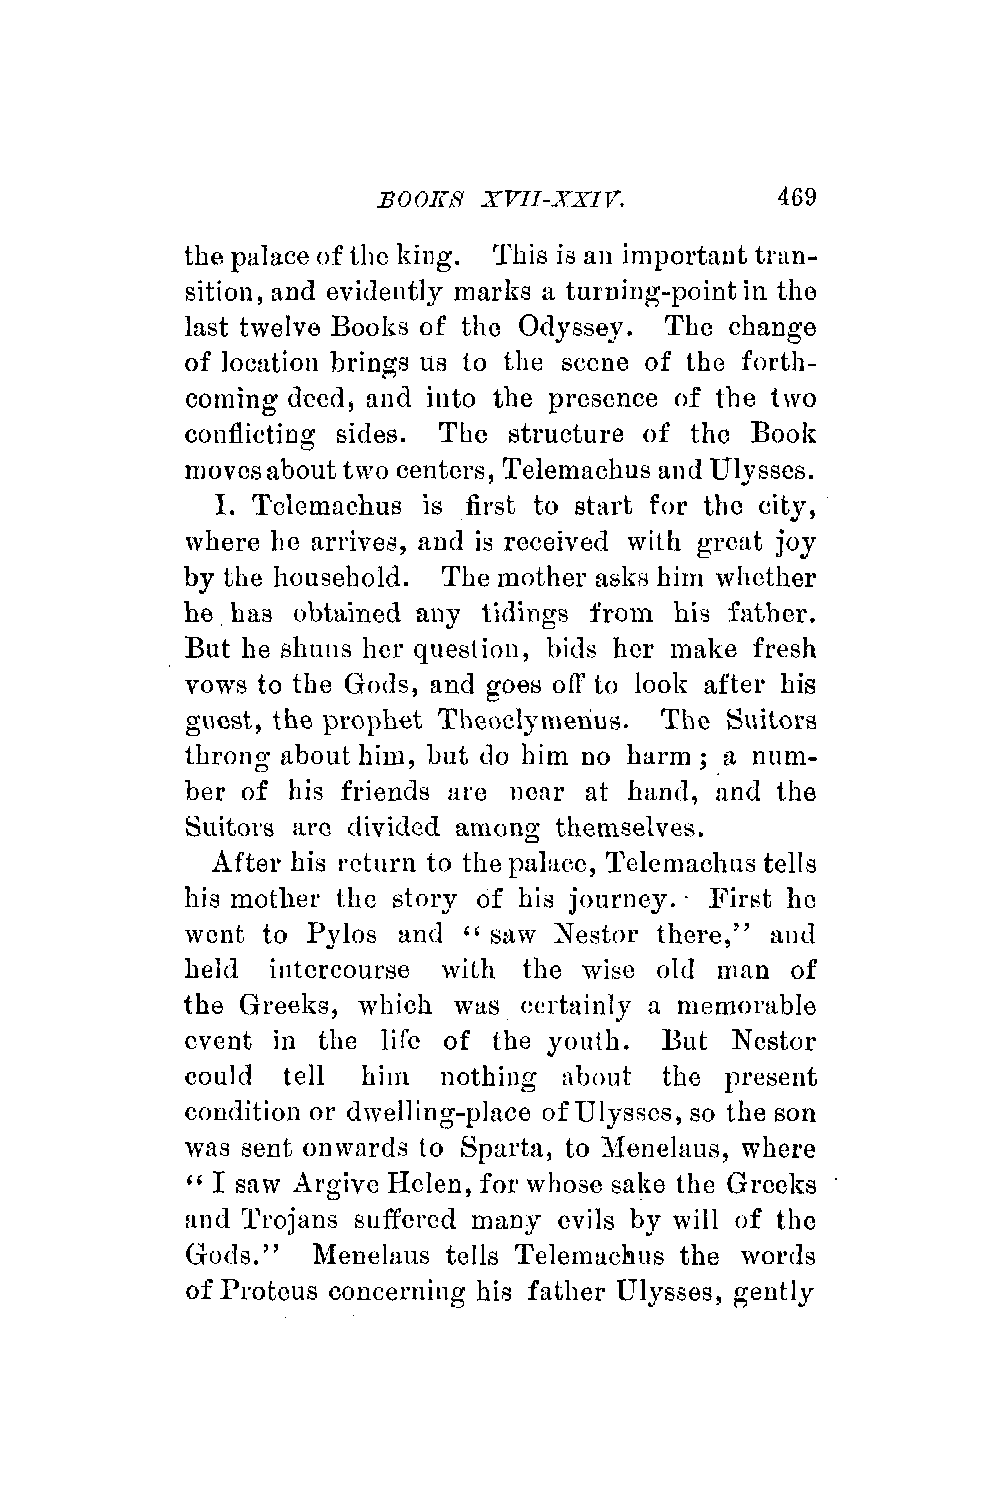 BOOKS XVII-XXIV. 469
the palace of the king. This is an important tran-
sition, and evidently marks a turning-point in the
last twelve Books of the Odyssey. The change
of location brings us to the scene of the forth-
coming deed, and into the presence of the two
conflicting sides. The structure of the Book
moves about two centers, Telemachus and Ulysses.
I. Telemachus is first to start for the city,
where he arrives, and is received with great joy
by the household. The mother asks him whether
he has obtained any tidings from his father.
But he shuns her question, bids her make fresh
vows to the Gods, and goes off to look after his
guest, the prophet Theoclymenus. The Suitors
throng about him, but do him no harm; a num-
ber of his friends are near at hand, and the
Suitors are divided among themselves.
After his return to the palace, Telemachus tells
his mother the story of his journey. First he
went to Pylos and "saw Nestor there," and
held intercourse with the wise old man of
the Greeks, which was certainly a memorable
event in the life of the youth. But Nestor
could tell him nothing about the present
condition or dwelling-place of Ulysses, so the son
was sent onwards to Sparta, to Menelaus, where
"I saw Argive Helen, for whose sake the Greeks
and Trojans suffered many evils by will of the
Gods." Menelaus tells Telemachus the words
of Proteus concerning his father Ulysses, gently